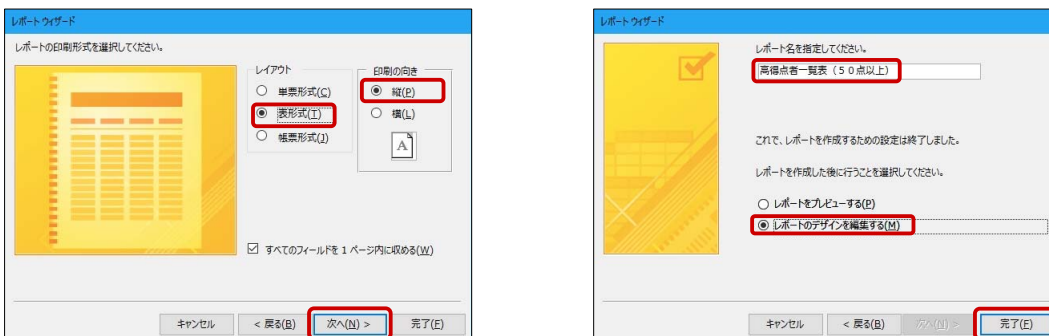 レポート ウィザード
レポートの印刷形式を選択してください。
レイアウト
単票形式(C)
表形式(T)
帳票形式(J)
印刷の向き
縦(P)
横(L)
A
すべてのフィールドを 1 ページ内に収める(W)
キャンセル
< 戻る(B)
次へ(N) >
完了(F)
レポート ウィザード
レポート名を指定してください。
高得点者一覧表（５０点以上）
これで、レポートを作成するための設定は終了しました。
レポートを作成した後に行うことを選択してください。
レポートをプレビューする(P)
レポートのデザインを編集する(M)
キャンセル
< 戻る(B)
次へ(N) >
完了(F)